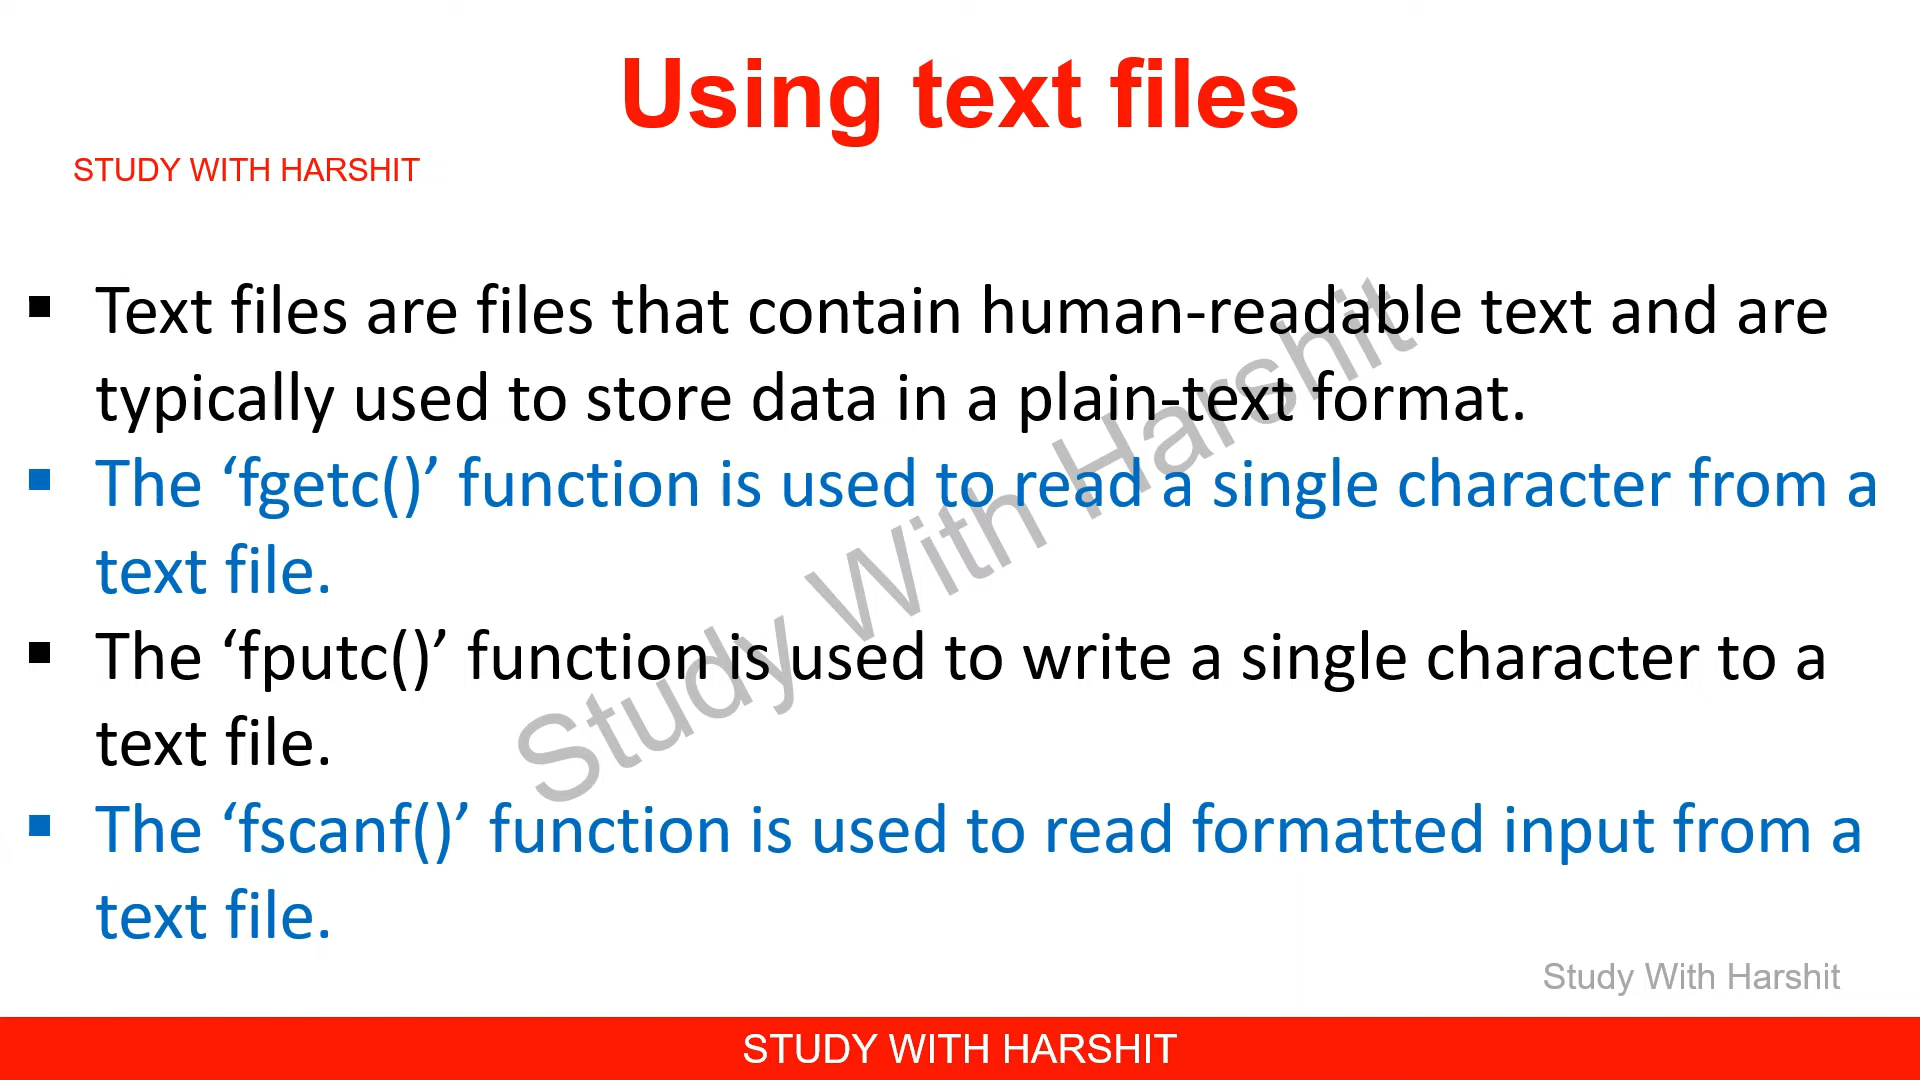 Using text files
STUDY WITH HARSHIT
▪ Text files are files that contain human-readable text and are
typically used to store data in a plain-text format.
▪ The ‘fgetc()’ function is used to read a single character from a
text file.
▪ The ‘fputc()’ function is used to write a single character to a
text file.
▪ The ‘fscanf()’ function is used to read formatted input from a
text file.
Study With Harshit
Study With Harshit
STUDY WITH HARSHIT